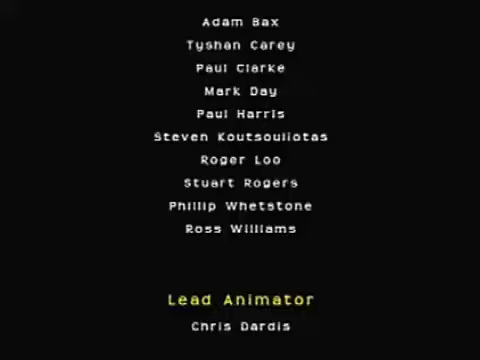 Adam Bax
Tyshan Carey
Paul Clarke
Mark Day
Paul Harris
Steven Koutsouliotas
Roger Loo
Stuart Rogers
Phillip Whetstone
Ross Williams
Lead Animator
Chris Dardis